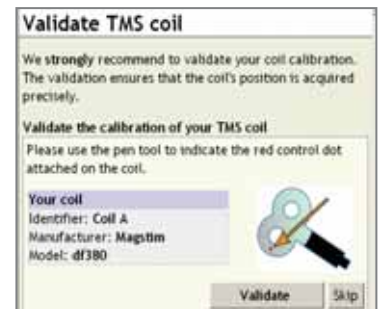 Validate TMS coil
We strongly recommend to validate your coil calibration.
The validation ensures that the coil's position is acquired
precisely.
Validate the calibration of your TMS coil
Please use the pen tool to indicate the red control dot
attached on the coil.
Your coil
Identifier: Coil A
Manufacturer: Magstim
Model: df380
Validate Skip